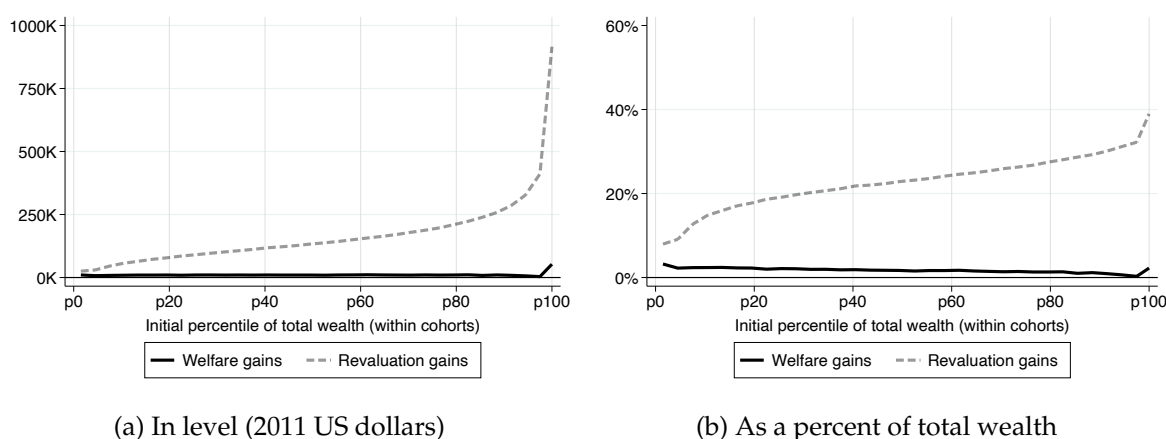 1000K
750K
500K
250K
0K
p0 p20 p40 p60 p80 p100
Initial percentile of total wealth (within cohorts)
Welfare gains Revaluation gains
(a) In level (2011 US dollars)
60%
40%
20%
0%
p0 p20 p40 p60 p80 p100
Initial percentile of total wealth (within cohorts)
Welfare gains Revaluation gains
(b) As a percent of total wealth